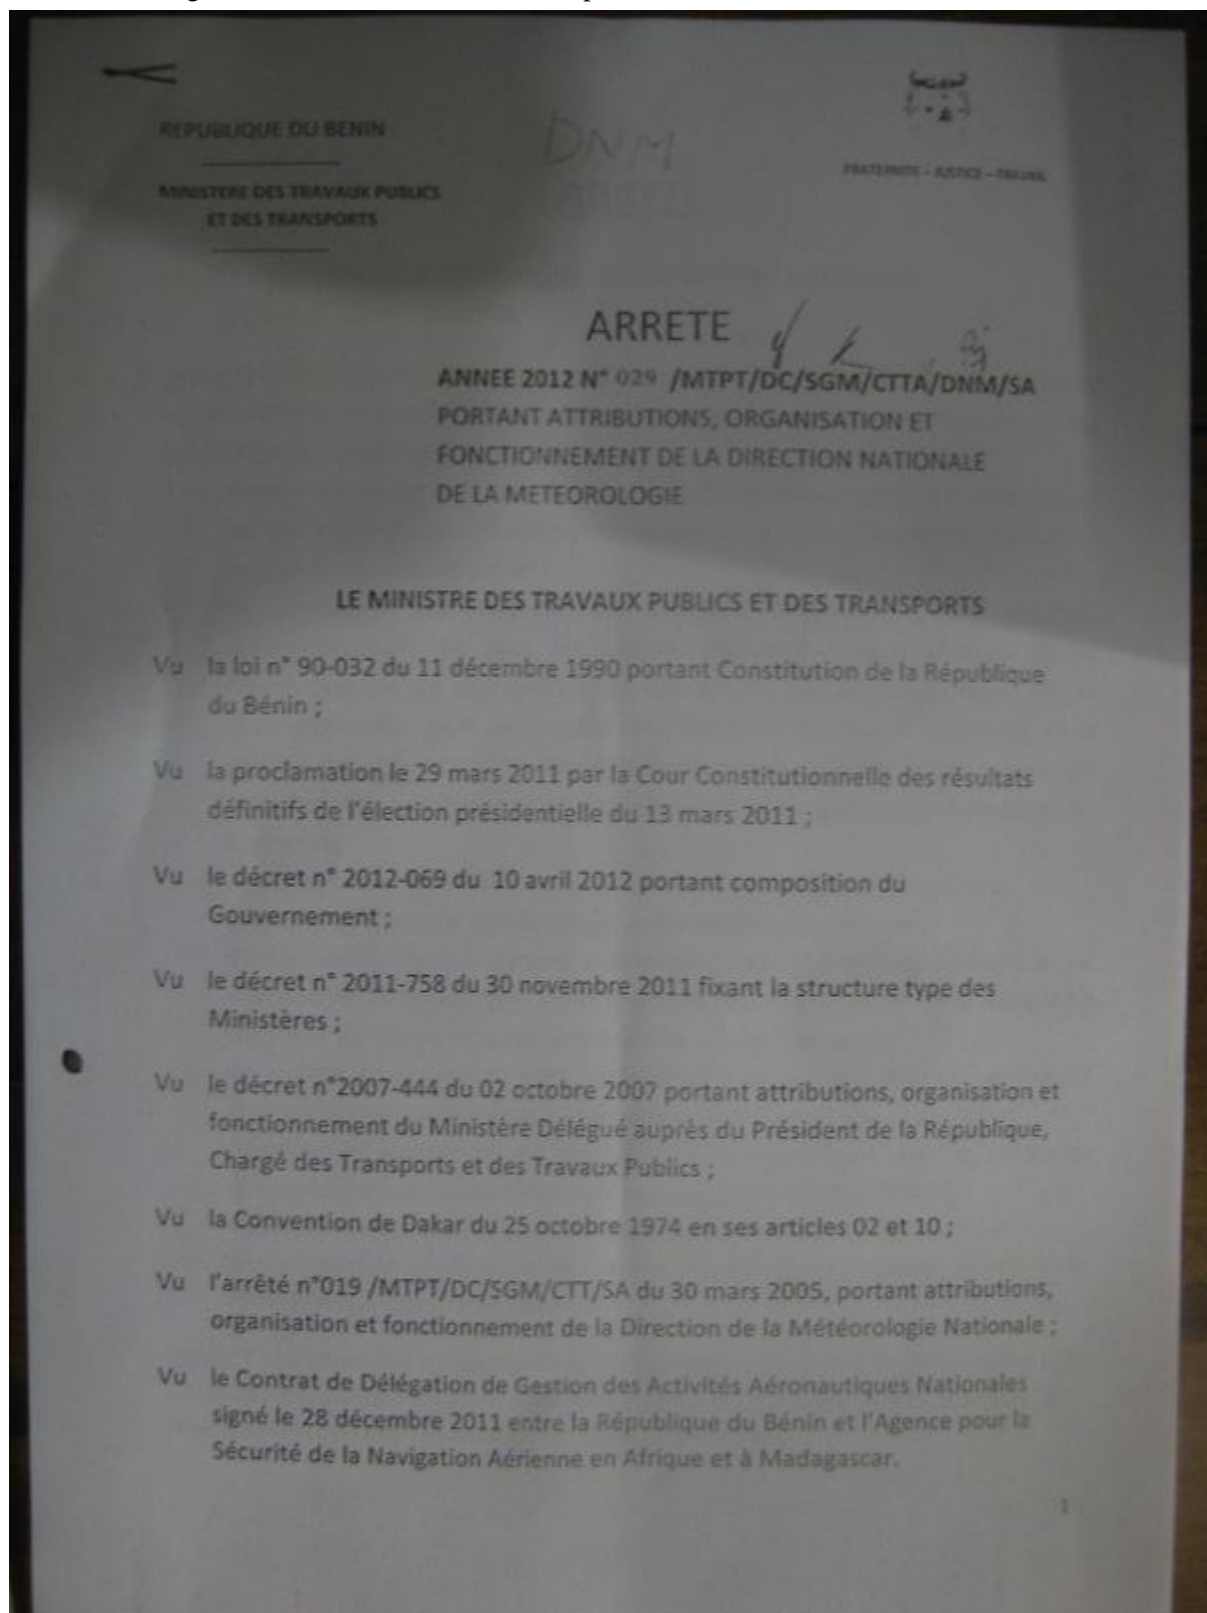 REPUBLIQUE DU BENIN
MINISTERE DES TRAVAUX PUBLICS
ET DES TRANSPORTS
DNM
FRATERNITE - JUSTICE - TRAVAIL
ARRETE
ANNEE 2012 N° 029 /MTPT/DC/SGM/CTTA/DNM/SA
PORTANT ATTRIBUTIONS, ORGANISATION ET
FONCTIONNEMENT DE LA DIRECTION NATIONALE
DE LA METEOROLOGIE
LE MINISTRE DES TRAVAUX PUBLICS ET DES TRANSPORTS
Vu la loi n° 90-032 du 11 décembre 1990 portant Constitution de la République
du Bénin ;
Vu la proclamation le 29 mars 2011 par la Cour Constitutionnelle des résultats
définitifs de l'élection présidentielle du 13 mars 2011 ;
Vu le décret n° 2012-069 du 10 avril 2012 portant composition du
Gouvernement ;
Vu le décret n° 2011-758 du 30 novembre 2011 fixant la structure type des
Ministères ;
Vu le décret n°2007-444 du 02 octobre 2007 portant attributions, organisation et
fonctionnement du Ministère Délégué auprès du Président de la République,
Chargé des Transports et des Travaux Publics ;
Vu la Convention de Dakar du 25 octobre 1974 en ses articles 02 et 10 ;
Vu l'arrêté n°019 /MTPT/DC/SGM/CTT/SA du 30 mars 2005, portant attributions,
organisation et fonctionnement de la Direction de la Météorologie Nationale ;
Vu le Contrat de Délégation de Gestion des Activités Aéronautiques Nationales
signé le 28 décembre 2011 entre la République du Bénin et l'Agence pour la
Sécurité de la Navigation Aérienne en Afrique et à Madagascar.
1